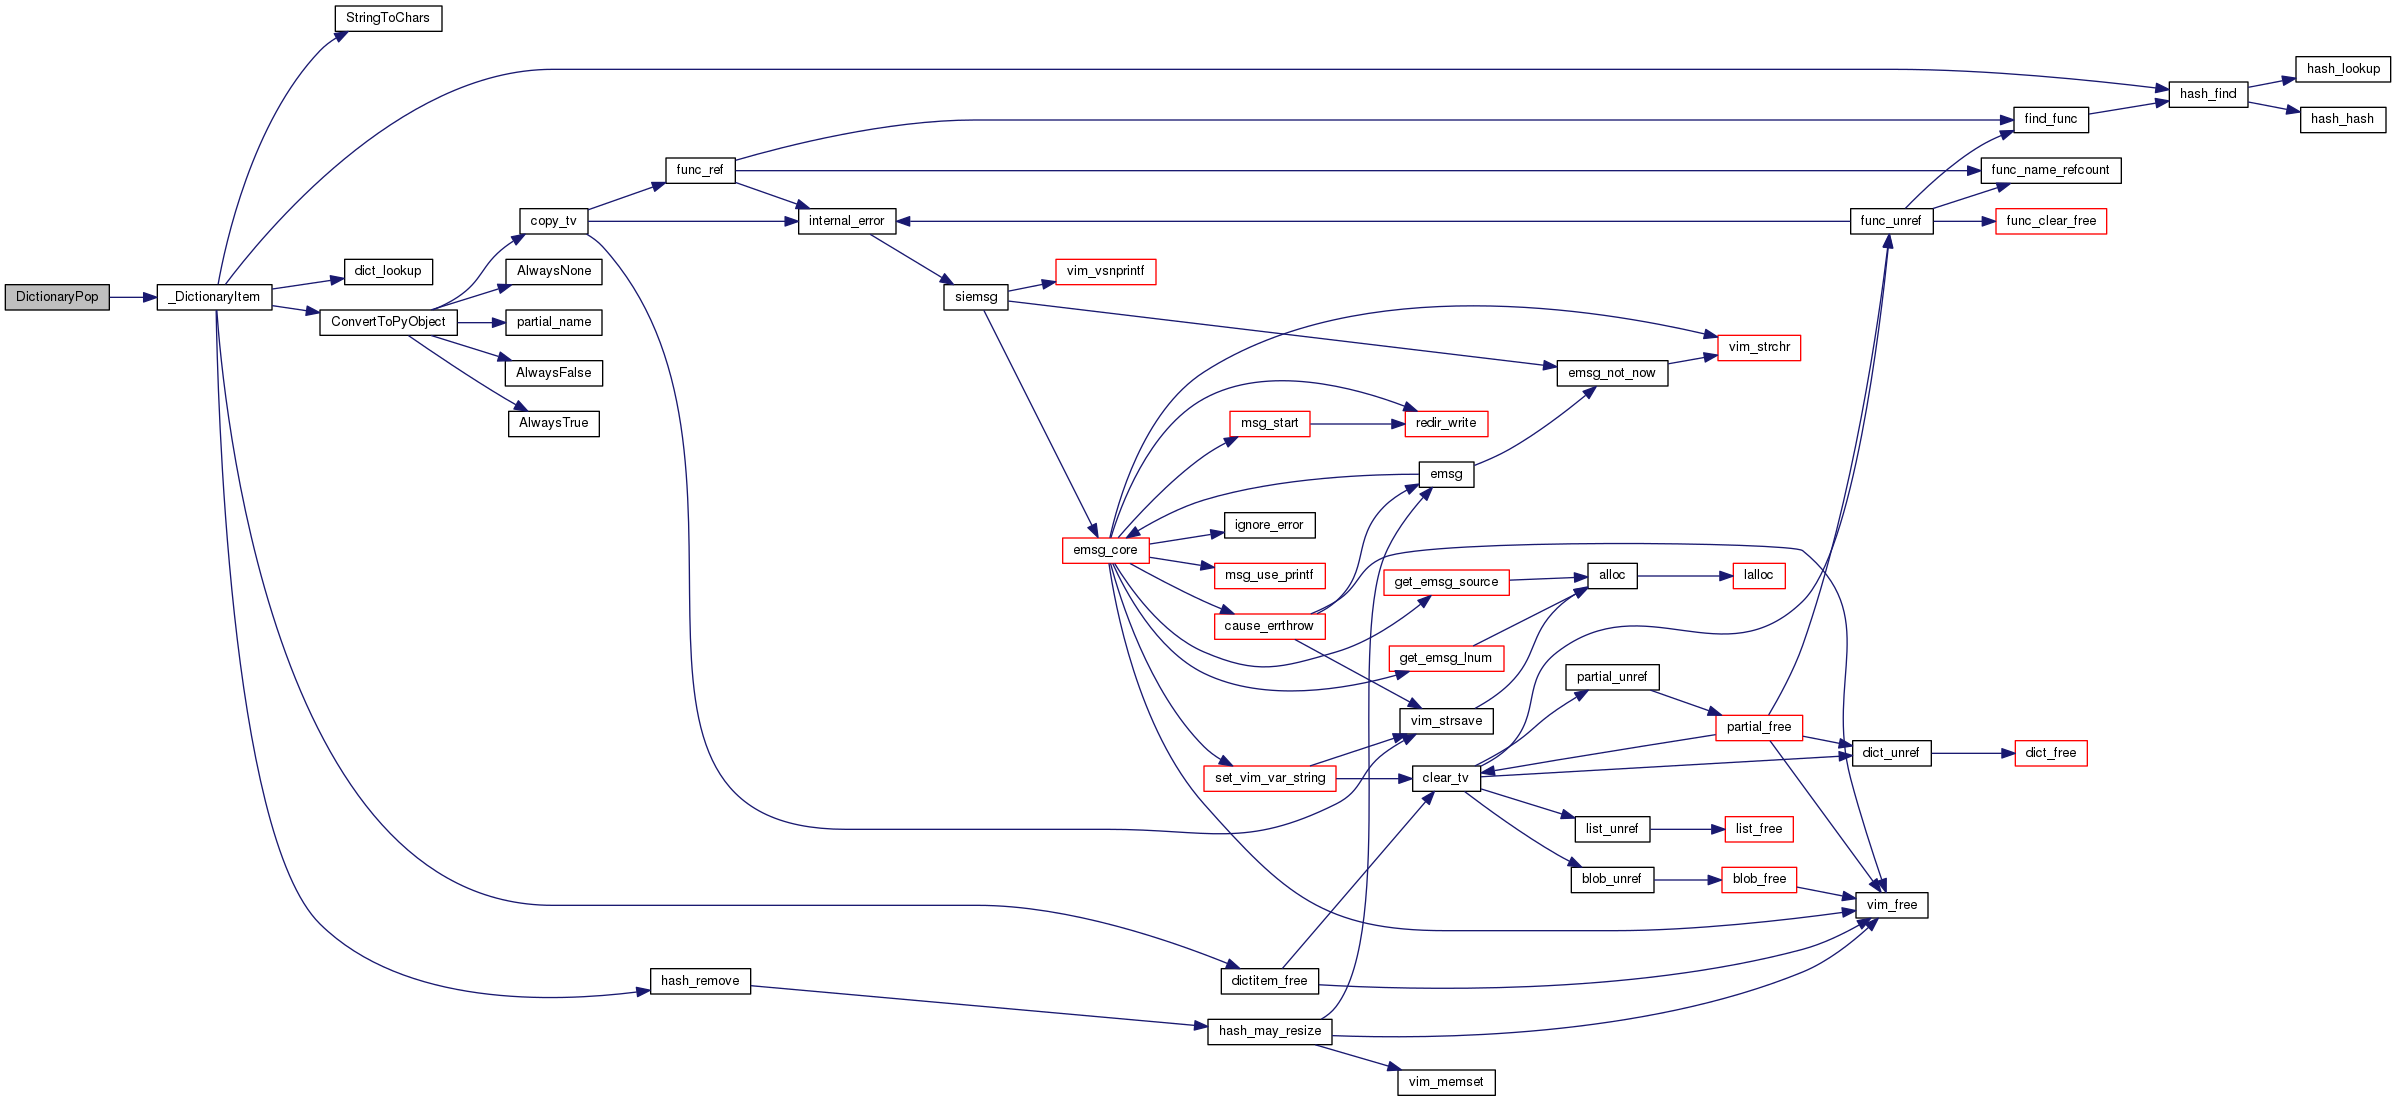 StringToChars
hash_lookup
hash_find
hash_hash
find_func
func_ref
func_name_refcount
copy_tv
internal_error
func_unref
func_clear_free
dict_lookup
AlwaysNone
vim_vsnprintf
DictionaryPop
_DictionaryItem
siemsg
ConvertToPyObject
partial_name
vim_strchr
AlwaysFalse
emsg_not_now
AlwaysTrue
msg_start
redir_write
emsg
ignore_error
emsg_core
msg_use_printf
get_emsg_source
alloc
lalloc
cause_errthrow
get_emsg_lnum
partial_unref
vim_strsave
partial_free
dict_unref
dict_free
set_vim_var_string
clear_tv
list_unref
list_free
blob_unref
blob_free
vim_free
hash_remove
dictitem_free
hash_may_resize
vim_memset